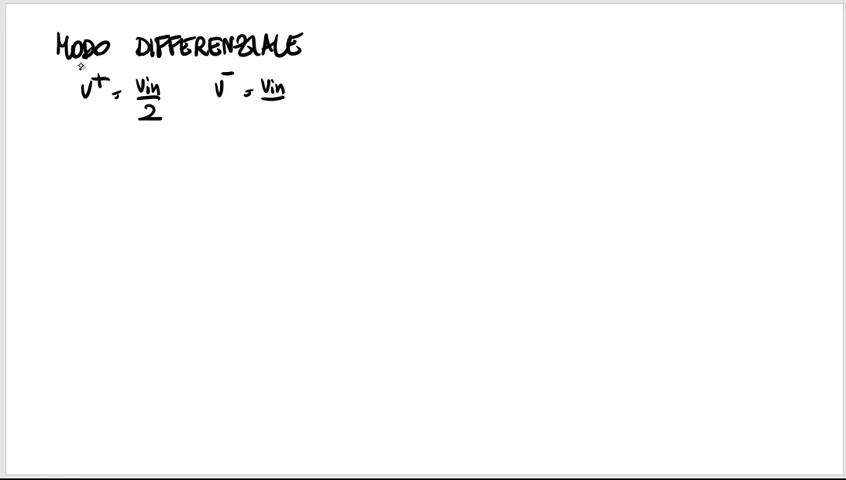 MODO DIFFERENZIALE
v⁺ = vin/2 v⁻ = vin